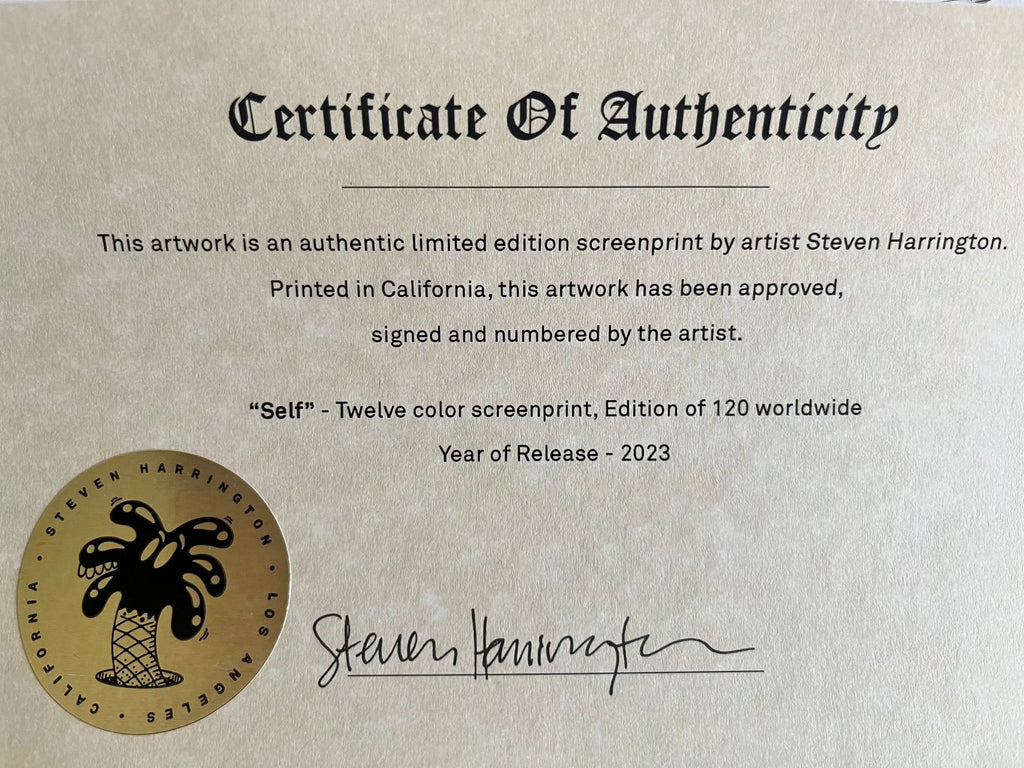 Certificate Of Authenticity
This artwork is an authentic limited edition screenprint by artist Steven Harrington.
Printed in California, this artwork has been approved,
signed and numbered by the artist.
“Self” - Twelve color screenprint, Edition of 120 worldwide
Year of Release - 2023
STEVEN HARRINGTON • LOS ANGELES • CALIFORNIA •
Steven Harrington